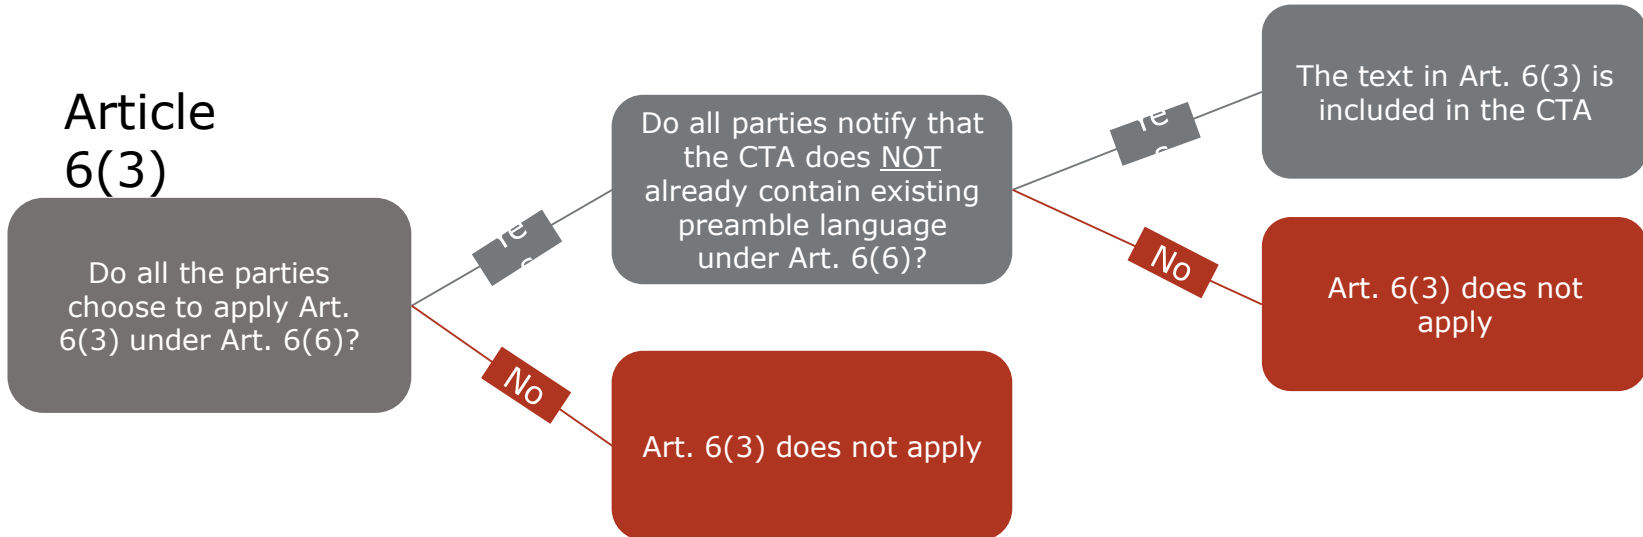 Article
6(3)
Do all the parties
choose to apply Art.
6(3) under Art. 6(6)?
Yes
No
Do all parties notify that
the CTA does NOT
already contain existing
preamble language
under Art. 6(6)?
Art. 6(3) does not apply
Yes
No
The text in Art. 6(3) is
included in the CTA
Art. 6(3) does not
apply